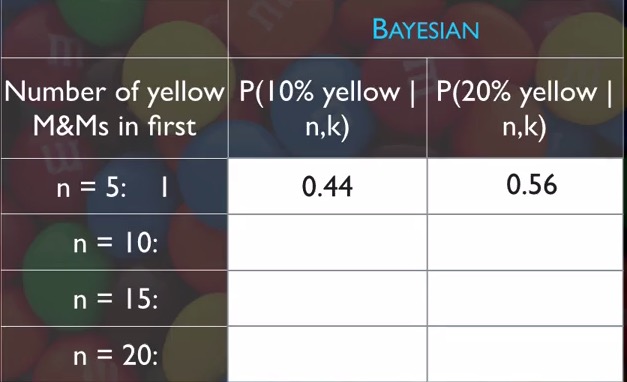 BAYESIAN
Number of yellow M&Ms in first
P(10% yellow | n,k)
P(20% yellow | n,k)
n = 5: 1 0.44 0.56
n = 10:
n = 15:
n = 20: